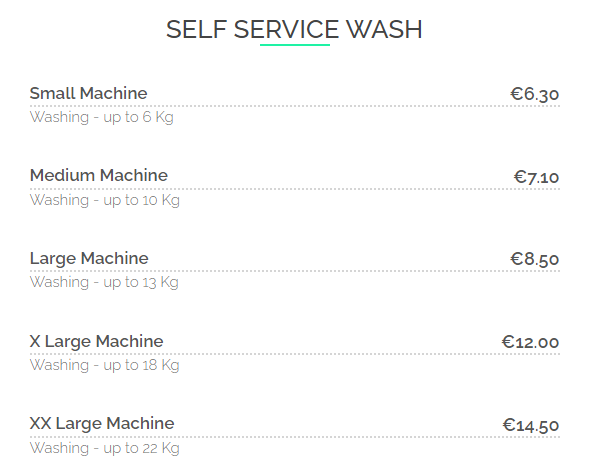 SELF SERVICE WASH
Small Machine €6.30
Washing - up to 6 Kg
Medium Machine €7.10
Washing - up to 10 Kg
Large Machine €8.50
Washing - up to 13 Kg
X Large Machine €12.00
Washing - up to 18 Kg
XX Large Machine €14.50
Washing - up to 22 Kg